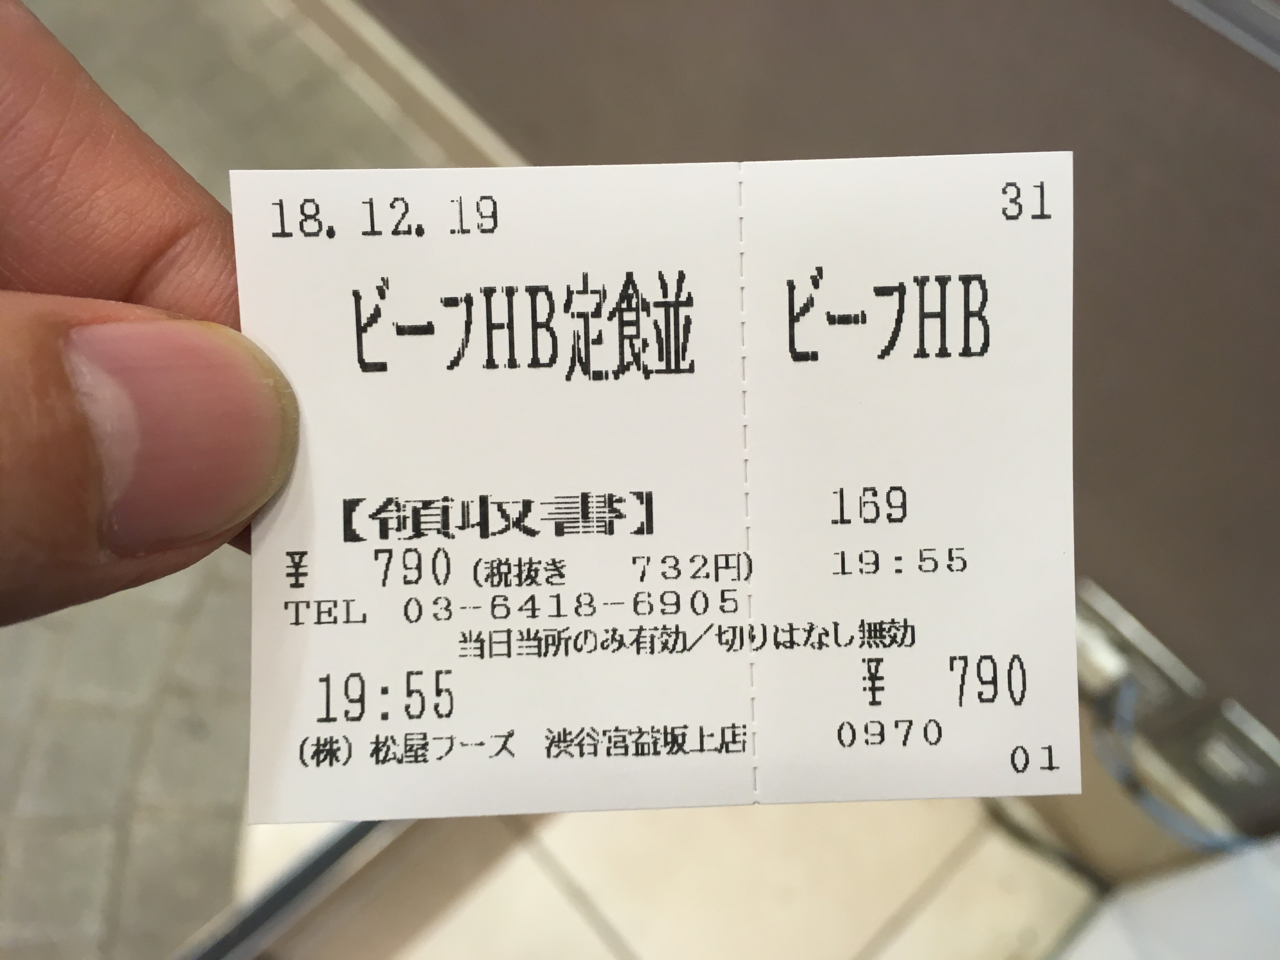 18.12.19
31
ビーフHB定食並
ビーフHB
【領収書】
169
¥ 790 (税抜き 732円)
19:55
TEL 03-6418-6905
当日当所のみ有効/切りはなし無効
19:55
¥ 790
(株)松屋フーズ 渋谷宮益坂上店
0970
01